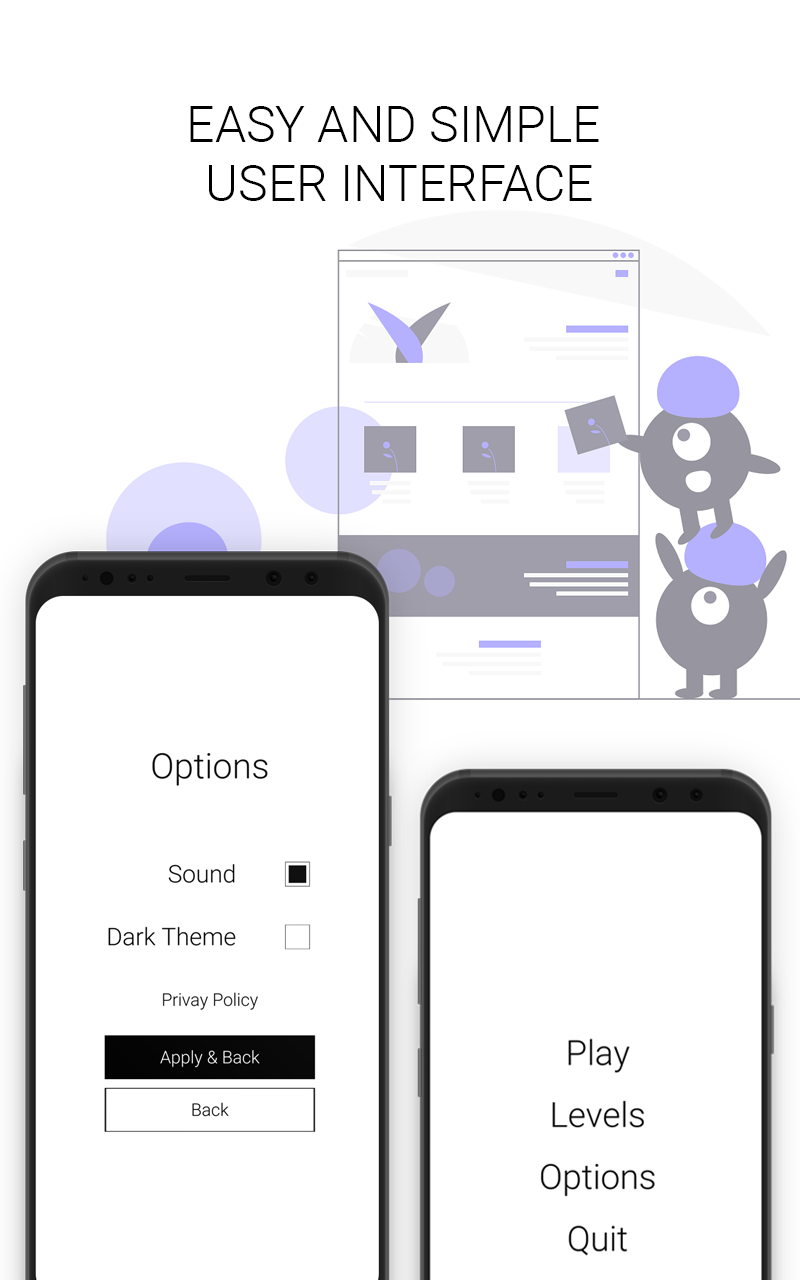 EASY AND SIMPLE
USER INTERFACE
Options
Sound
Dark Theme
Privay Policy
Apply & Back
Back
Play
Levels
Options
Quit